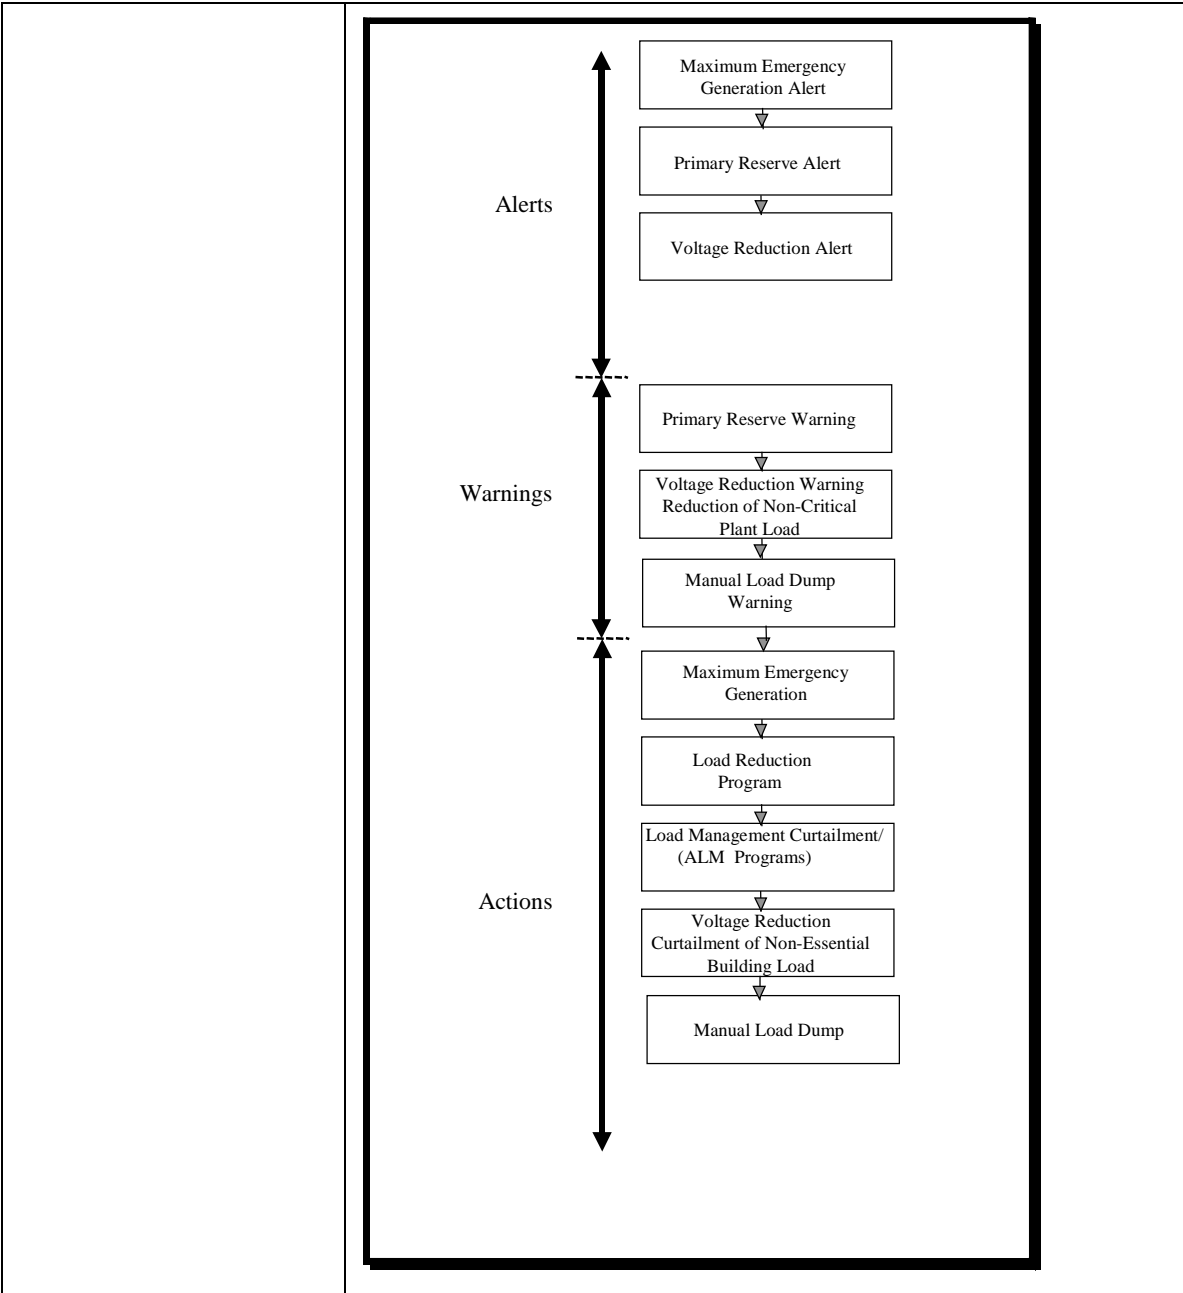 Maximum Emergency
Generation Alert
Primary Reserve Alert
Alerts
Voltage Reduction Alert
Primary Reserve Warning
Voltage Reduction Warning
Reduction of Non-Critical
Plant Load
Warnings
Manual Load Dump
Warning
Maximum Emergency
Generation
Load Reduction
Program
Load Management Curtailment/
(ALM Programs)
Actions
Voltage Reduction
Curtailment of Non-Essential
Building Load
Manual Load Dump